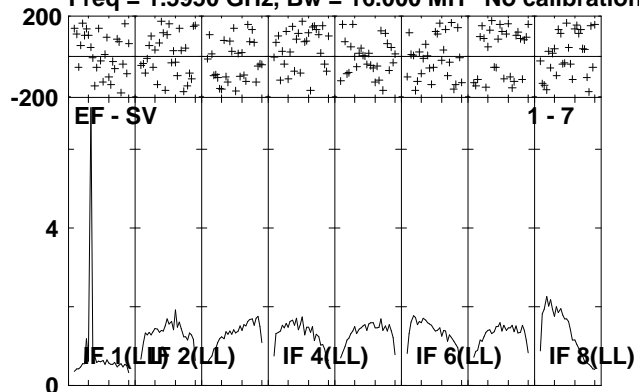 Freq = 1.5950 GHz, Bw = 16.000 MH No calibration
200
-200
EF - SV 1 - 7
4
IF 1(LL) IF 2(LL) IF 4(LL) IF 6(LL) IF 8(LL)
0